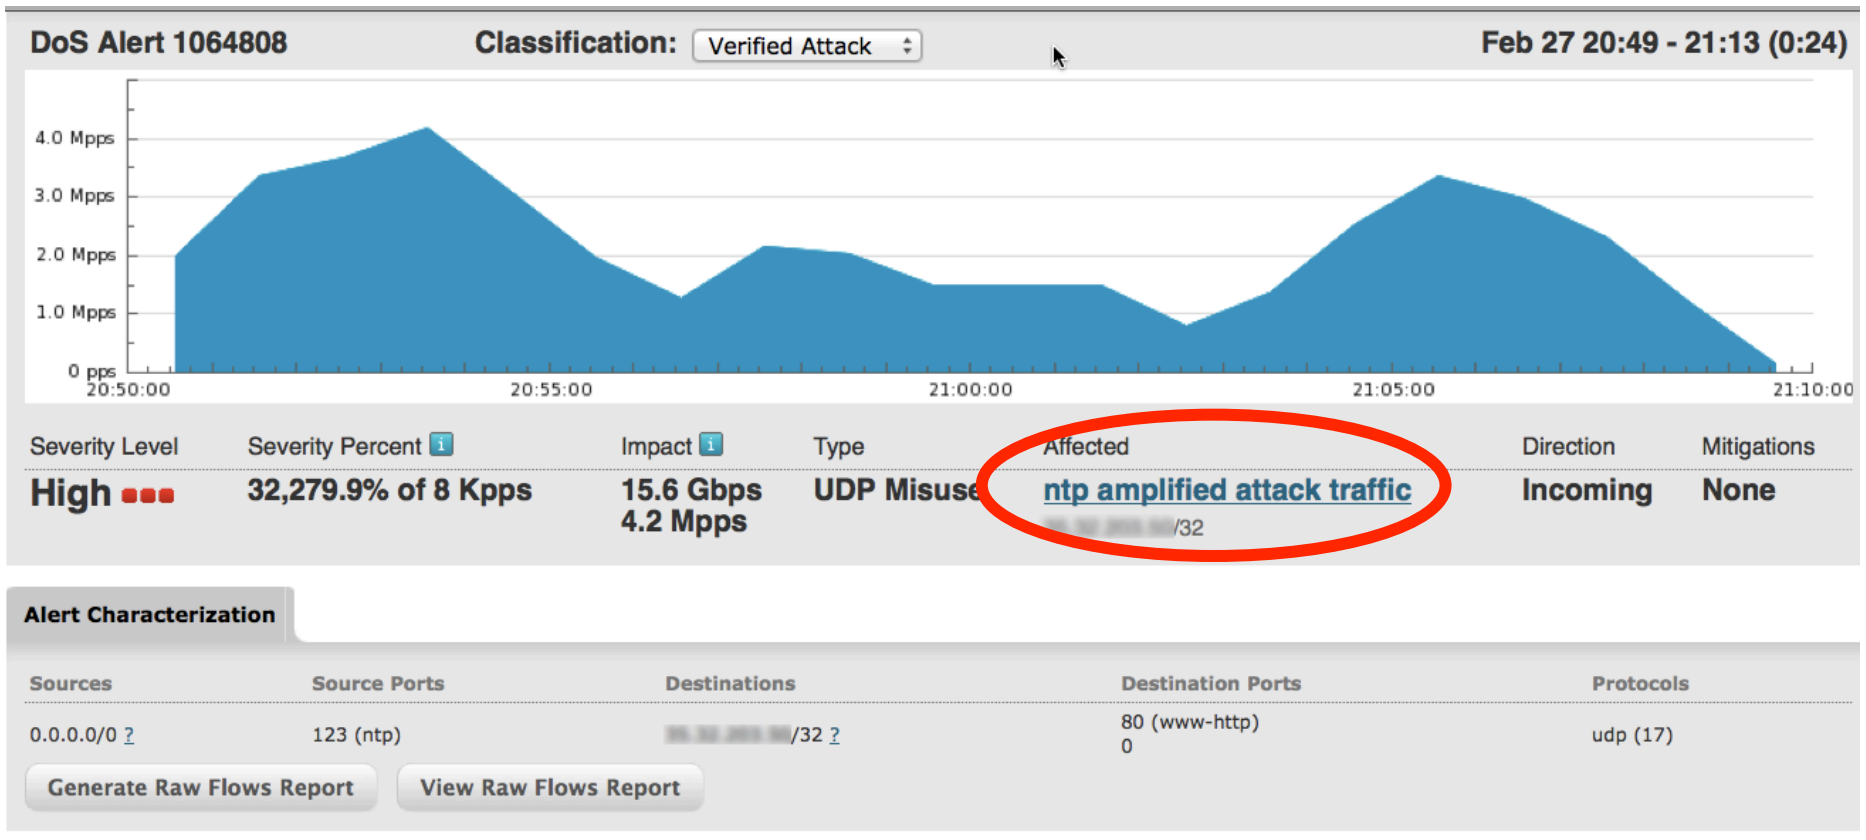 DoS Alert 1064808 Classification: Verified Attack Feb 27 20:49 - 21:13 (0:24)
4.0 Mpps
3.0 Mpps
2.0 Mpps
1.0 Mpps
0 pps
20:50:00 20:55:00 21:00:00 21:05:00 21:10:00
Severity Level Severity Percent i Impact i Type Affected Direction Mitigations
High 32,279.9% of 8 Kpps 15.6 Gbps UDP Misuse ntp amplified attack traffic Incoming None
4.2 Mpps /32
Alert Characterization
Sources Source Ports Destinations Destination Ports Protocols
0.0.0.0/0 ? 123 (ntp) /32 ? 80 (www-http) udp (17)
0
Generate Raw Flows Report View Raw Flows Report